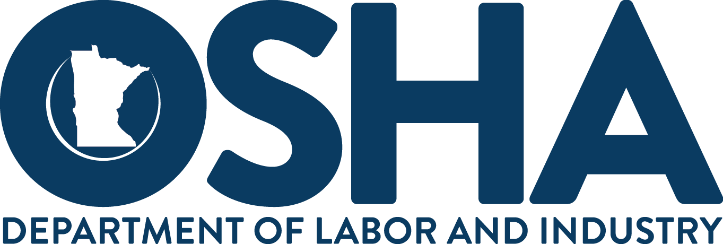 OSHA
DEPARTMENT OF LABOR AND INDUSTRY